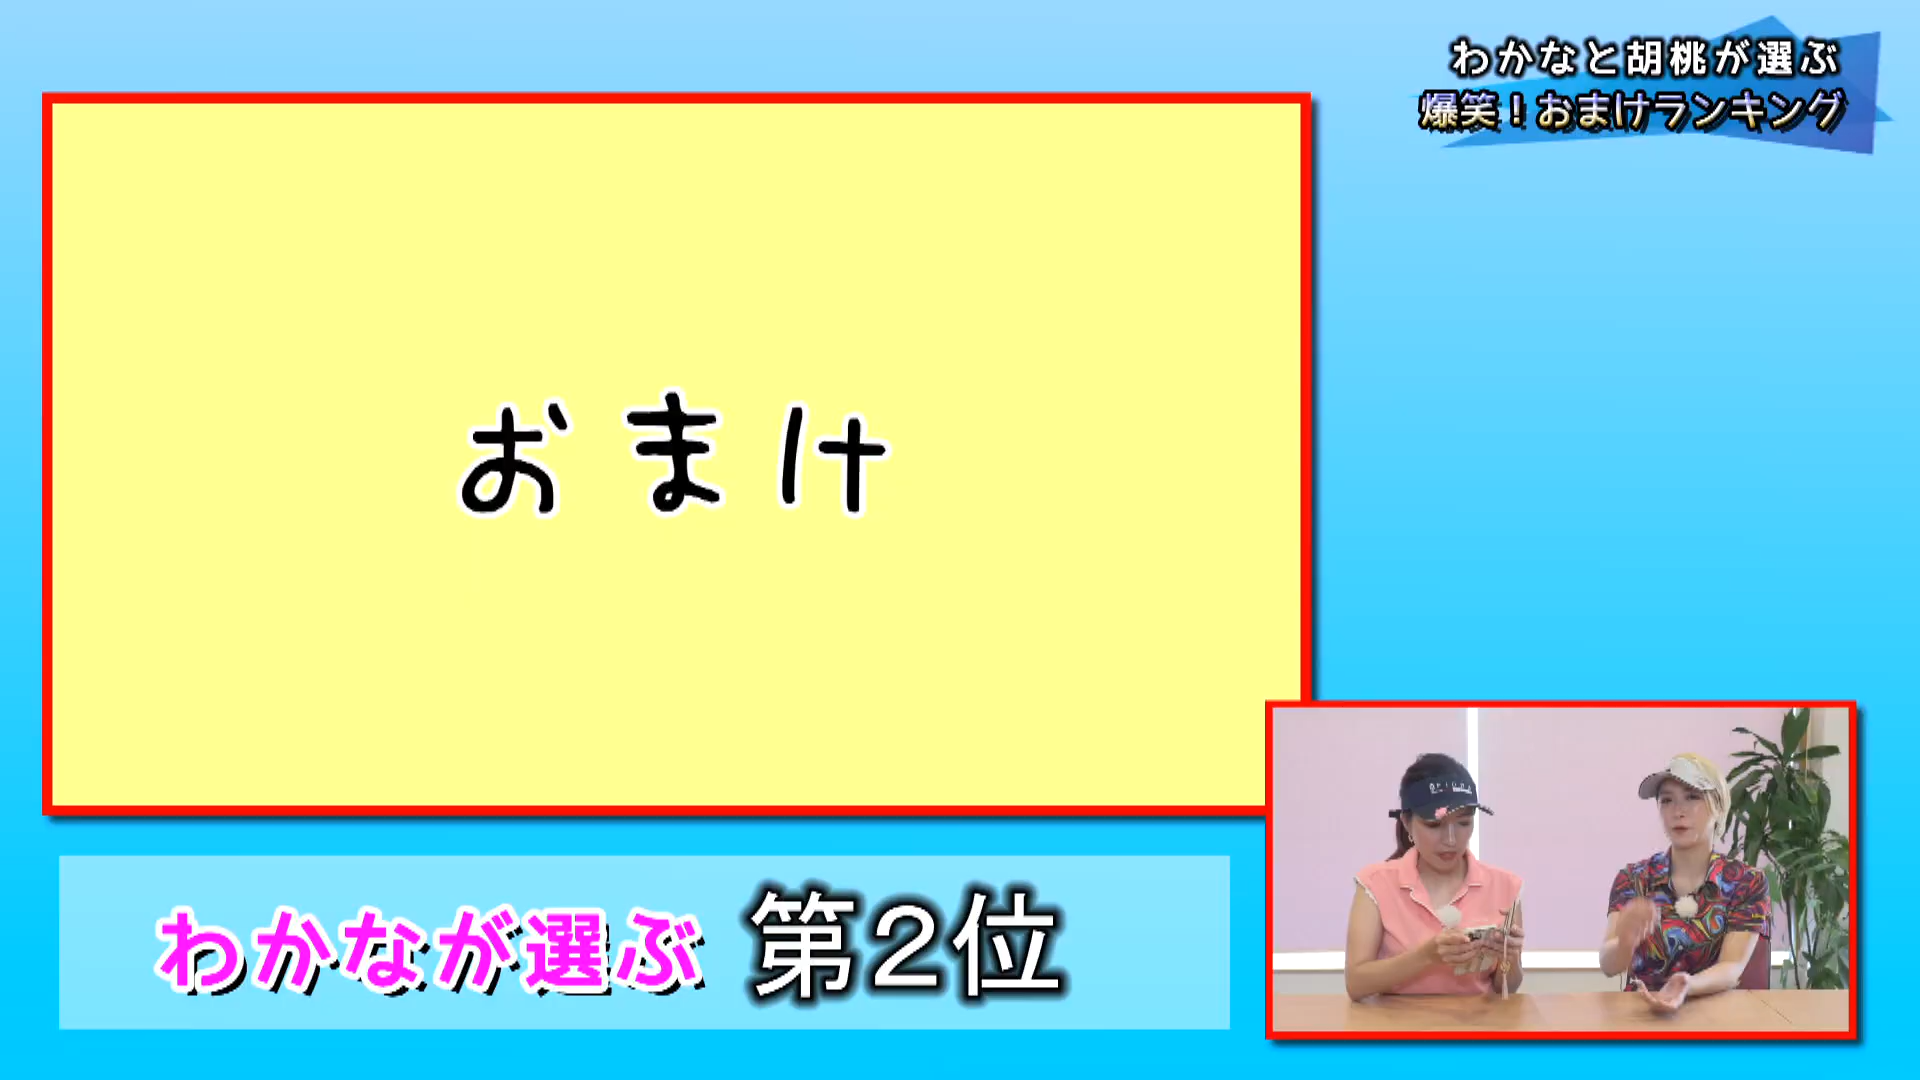 わかなと胡桃が選ぶ
爆笑！おまけランキング
おまけ
わかなが選ぶ 第2位